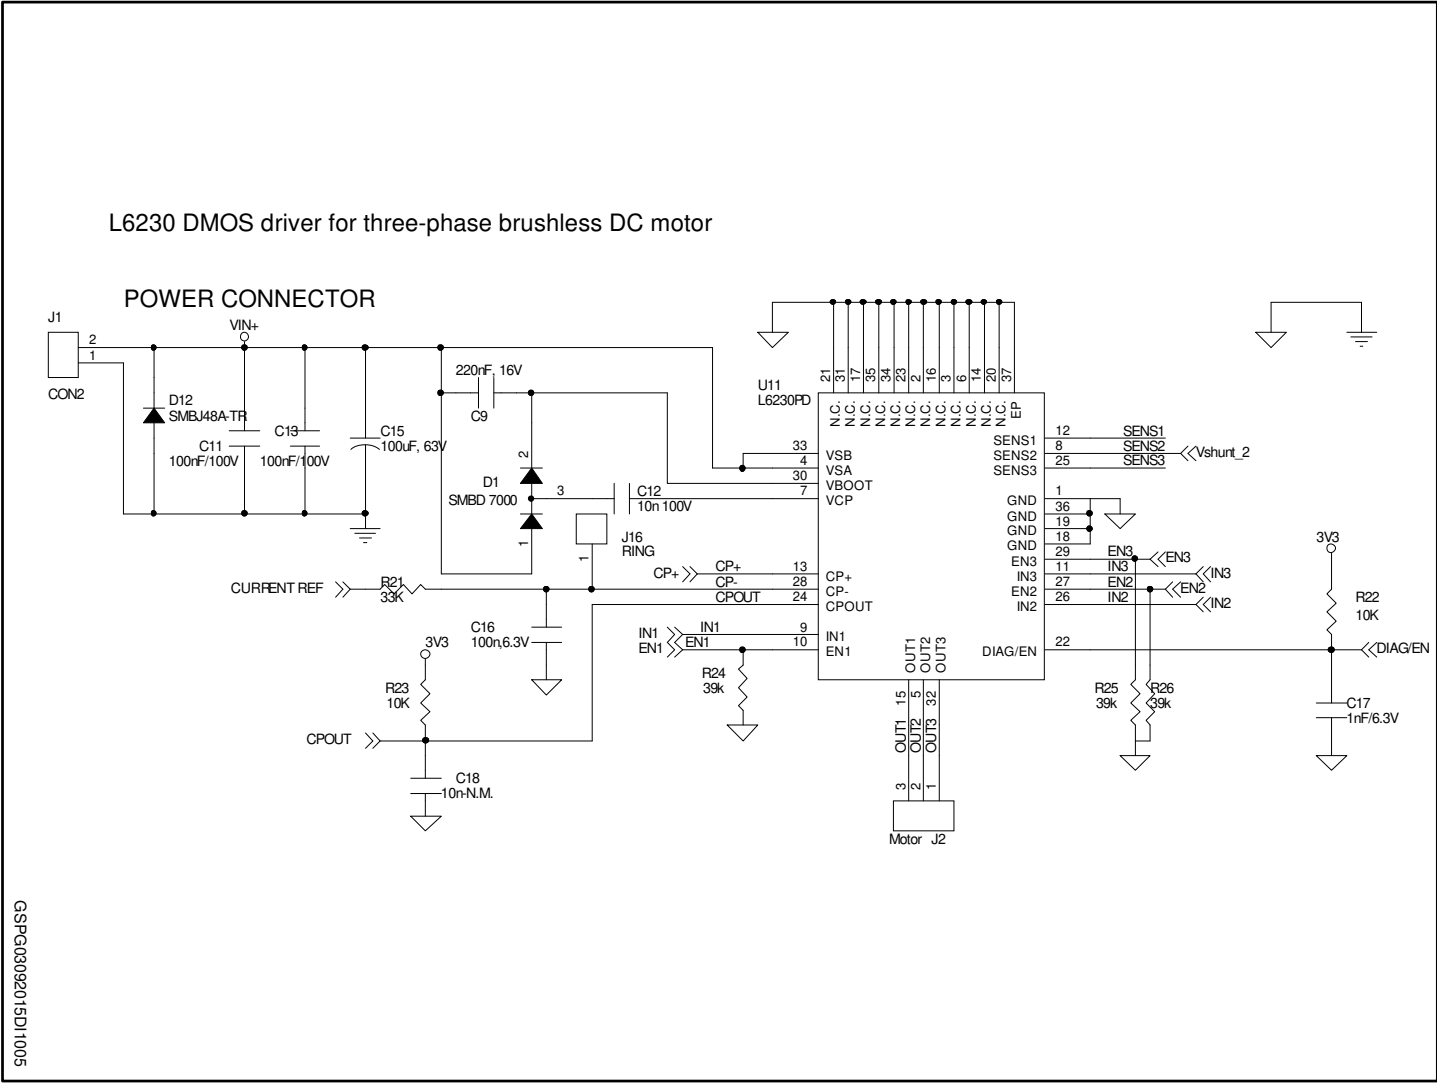 L6230 DMOS driver for three-phase brushless DC motor
POWER CONNECTOR
J1
2
1
CON2
VIN+
D12
SMBJ48A-TR
C11
100nF/100V
C13
100nF/100V
C15
100uF, 63V
220nF, 16V
C9
2
D1
SMBD 7000
3
1
C12
10n 100V
J16
RING
1
U11
L6230PD
21
31
17
35
34
23
2
16
3
6
14
20
37
N.C.
N.C.
N.C.
N.C.
N.C.
N.C.
N.C.
N.C.
N.C.
N.C.
N.C.
N.C.
EP
33 VSB
4 VSA
30 VBOOT
7 VCP
CP+ CP+ 13 CP+
CURRENT REF R21 33K CP- 28 CP-
CPOUT 24 CPOUT
IN1 IN1 9 IN1
EN1 EN1 10 EN1
SENS1 12 SENS1
SENS2 8 SENS2 Vshunt_2
SENS3 25 SENS3
GND 1
GND 36
GND 19
GND 18
EN3 29 EN3 EN3
IN3 11 IN3 IN3
EN2 27 EN2 EN2
IN2 26 IN2 IN2
DIAG/EN 22 DIAG/EN
3V3
R22
10K
C17
1nF/6.3V
C16
100n,6.3V
3V3
R23
10K
CPOUT
C18
10n-N.M.
R24
39k
R25
39k
R26
39k
OUT1
OUT2
OUT3
15
5
32
OUT1
OUT2
OUT3
3
2
1
Motor J2
GSPG03092015DI1005